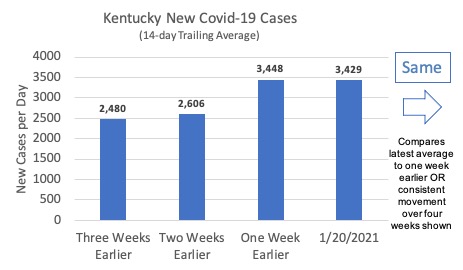 Kentucky New Covid-19 Cases
(14-day Trailing Average)
New Cases per Day
4000
3500
3000
2500
2000
1500
1000
500
0
2,480
2,606
3,448
3,429
Three Weeks
Earlier
Two Weeks
Earlier
One Week
Earlier
1/20/2021
Same
Compares
latest average
to one week
earlier OR
consistent
movement
over four
weeks shown